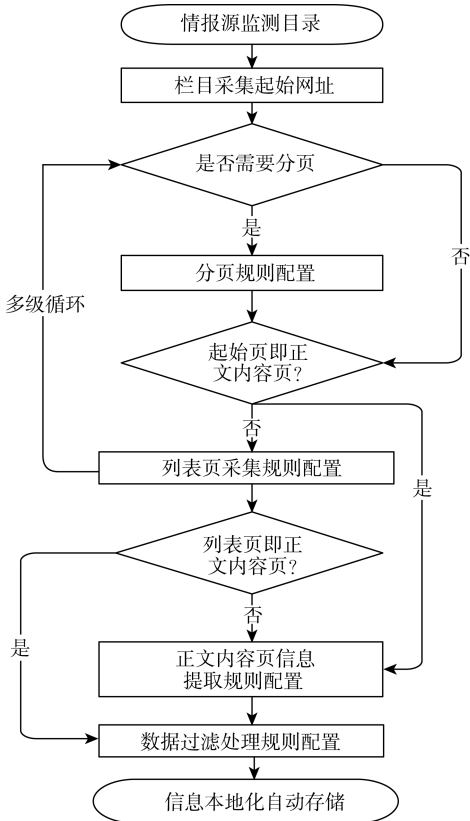 情报源监测目录
栏目采集起始网址
是否需要分页
是
否
分页规则配置
多级循环
起始页即正
文内容页?
否
列表页采集规则配置
是
列表页即正
文内容页?
否
是
正文内容页信息
提取规则配置
数据过滤处理规则配置
信息本地化自动存储